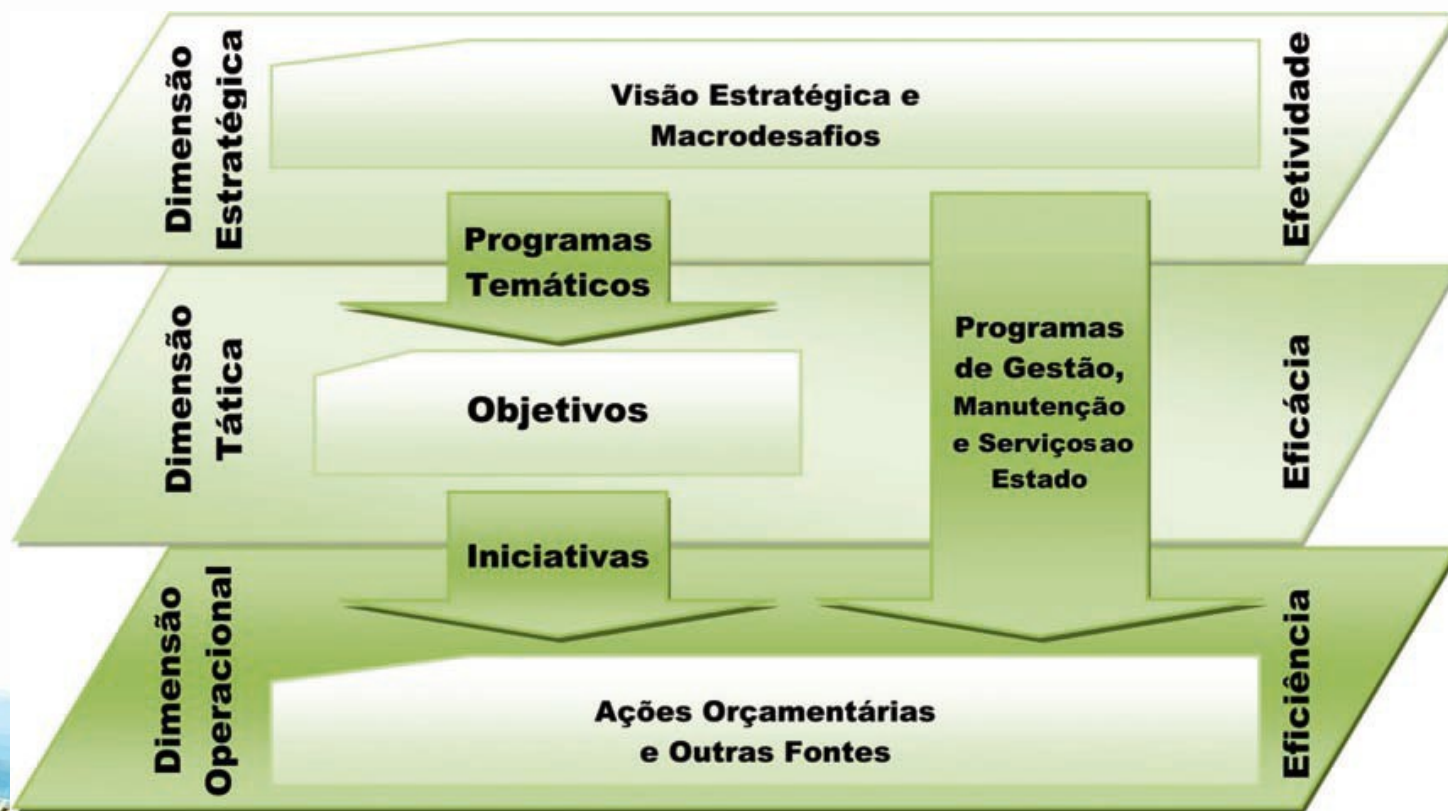 Dimensão
Estratégica
Visão Estratégica e
Macrodesafios
Efetividade
Programas
Temáticos
Dimensão
Tática
Objetivos
Programas
de Gestão,
Manutenção
e Serviços ao
Estado
Eficácia
Iniciativas
Dimensão
Operacional
Ações Orçamentárias
e Outras Fontes
Eficiência